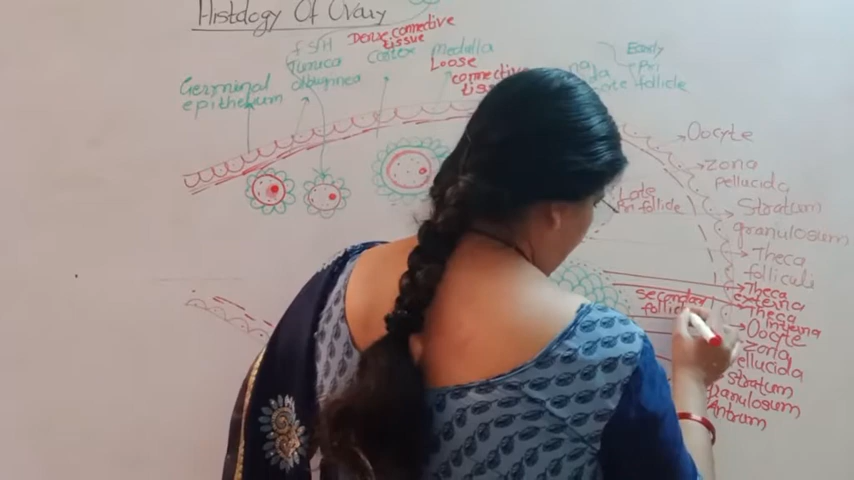 Histology Of Ovary
FSH
Tunica
albugnea
Derve connective
tissue
Cortex
Medulla
Loose
connective
tissue
Germinal
epithelium
Early
Pri
follicle
Late
Pri follicle
Oocyte
zona
pellucida
Stratum
granulosum
Theca
folliculi
secondary
follicle
Theca
externa
Theca
interna
Oocyte
zona
pellucida
stratum
granulosum
Antrum